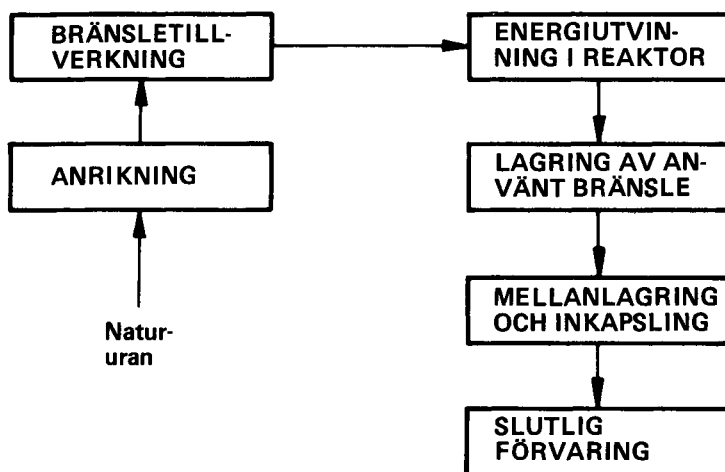 BRÄNSLETILL-
VERKNING
ENERGIUTVIN-
NING I REAKTOR
ANRIKNING
LAGRING AV AN-
VÄNT BRÄNSLE
Natur-
uran
MELLANLAGRING
OCH INKAPSLING
SLUTLIG
FÖRVARING